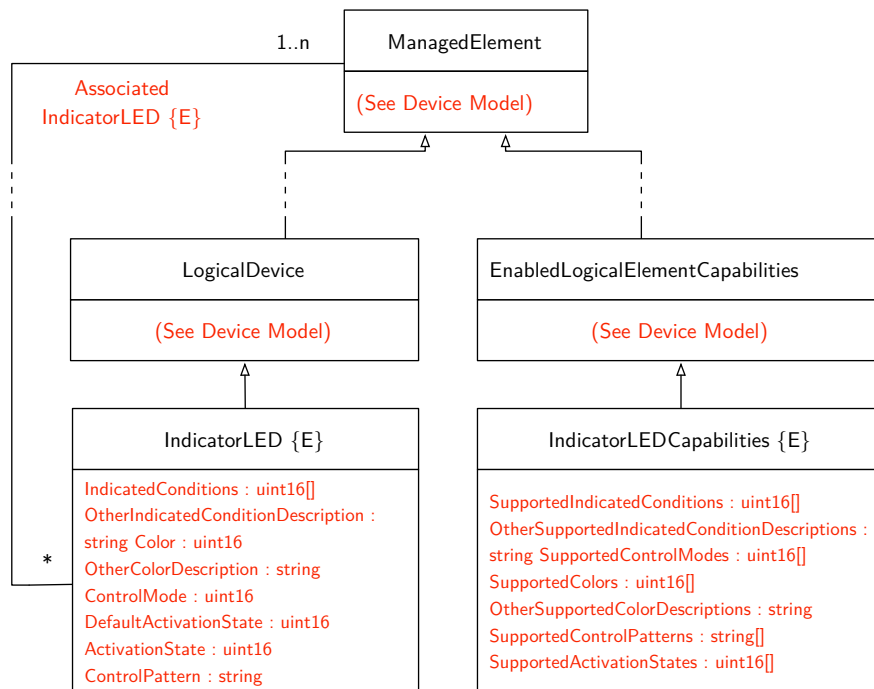 1..n
ManagedElement
Associated
IndicatorLED {E}
(See Device Model)
LogicalDevice
(See Device Model)
EnabledLogicalElementCapabilities
(See Device Model)
IndicatorLED {E}
IndicatedConditions : uint16[]
OtherIndicatedConditionDescription :
string Color : uint16
OtherColorDescription : string
ControlMode : uint16
DefaultActivationState : uint16
ActivationState : uint16
ControlPattern : string
*
IndicatorLEDCapabilities {E}
SupportedIndicatedConditions : uint16[]
OtherSupportedIndicatedConditionDescriptions :
string SupportedControlModes : uint16[]
SupportedColors : uint16[]
OtherSupportedColorDescriptions : string
SupportedControlPatterns : string[]
SupportedActivationStates : uint16[]